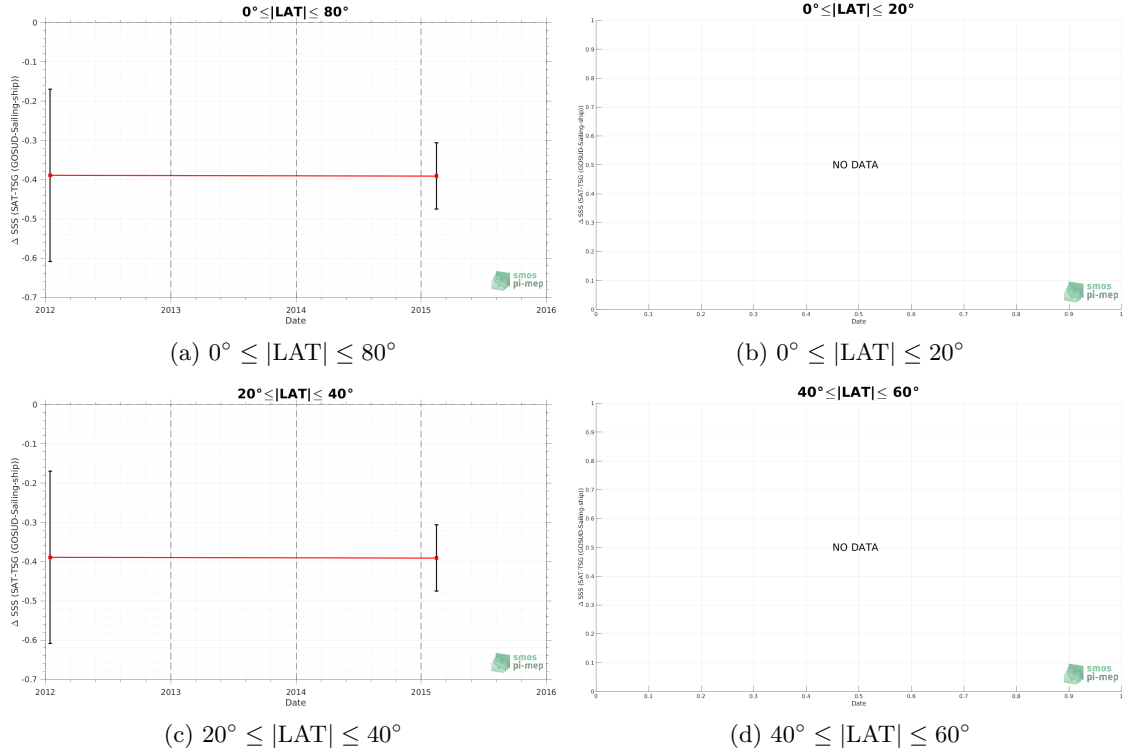 0°≤|LAT|≤ 80°
Δ SSS (SAT-TSG (GOSUD-Sailing-ship))
0
-0.1
-0.2
-0.3
-0.4
-0.5
-0.6
-0.7
2012 2013 2014 2015 2016
Date
smos
pi-mep
(a) 0° ≤ |LAT| ≤ 80°
0°≤|LAT|≤ 20°
Δ SSS (SAT-TSG (GOSUD-Sailing-ship))
1
0.9
0.8
0.7
0.6
0.5
0.4
0.3
0.2
0.1
0
NO DATA
0 0.1 0.2 0.3 0.4 0.5 0.6 0.7 0.8 0.9 1
Date
smos
pi-mep
(b) 0° ≤ |LAT| ≤ 20°
20°≤|LAT|≤ 40°
Δ SSS (SAT-TSG (GOSUD-Sailing-ship))
0
-0.1
-0.2
-0.3
-0.4
-0.5
-0.6
-0.7
2012 2013 2014 2015 2016
Date
smos
pi-mep
(c) 20° ≤ |LAT| ≤ 40°
40°≤|LAT|≤ 60°
Δ SSS (SAT-TSG (GOSUD-Sailing-ship))
1
0.9
0.8
0.7
0.6
0.5
0.4
0.3
0.2
0.1
0
NO DATA
0 0.1 0.2 0.3 0.4 0.5 0.6 0.7 0.8 0.9 1
Date
smos
pi-mep
(d) 40° ≤ |LAT| ≤ 60°